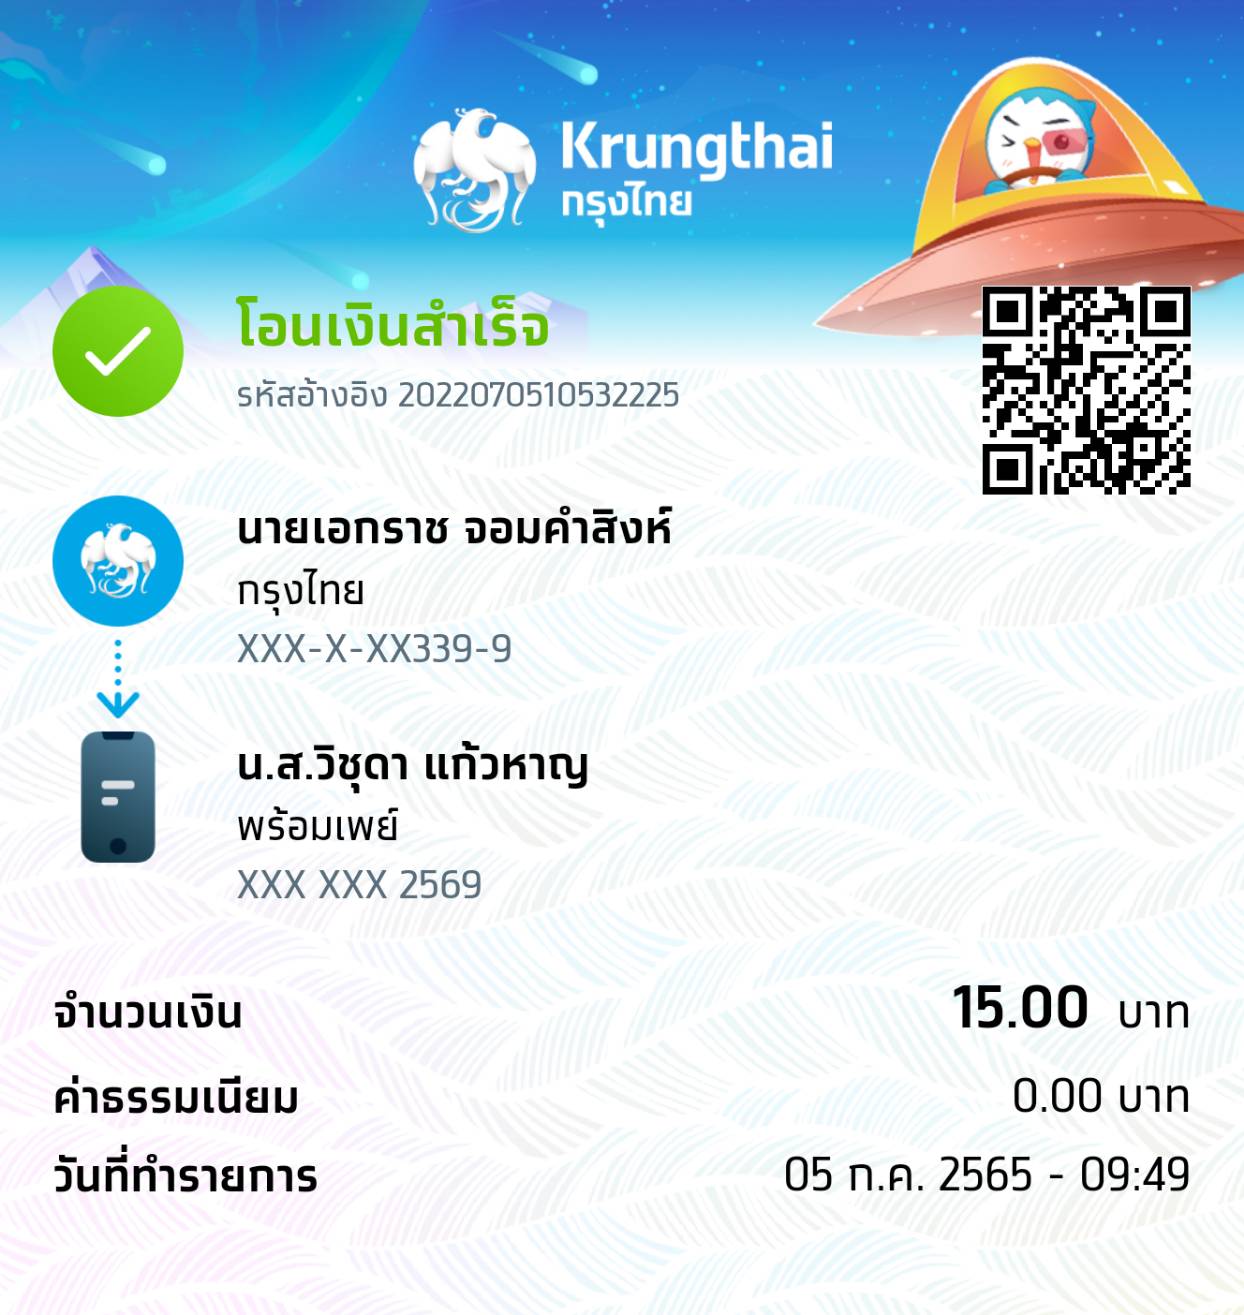 Krungthai
กรุงไทย
โอนเงินสำเร็จ
รหัสอ้างอิง 2022070510532225
นายเอกราช จอมคำสิงห์
กรุงไทย
XXX-X-XX339-9
น.ส.วิชุดา แก้วหาญ
พร้อมเพย์
XXX XXX 2569
จำนวนเงิน 15.00 บาท
ค่าธรรมเนียม 0.00 บาท
วันที่ทำรายการ 05 ก.ค. 2565 - 09:49